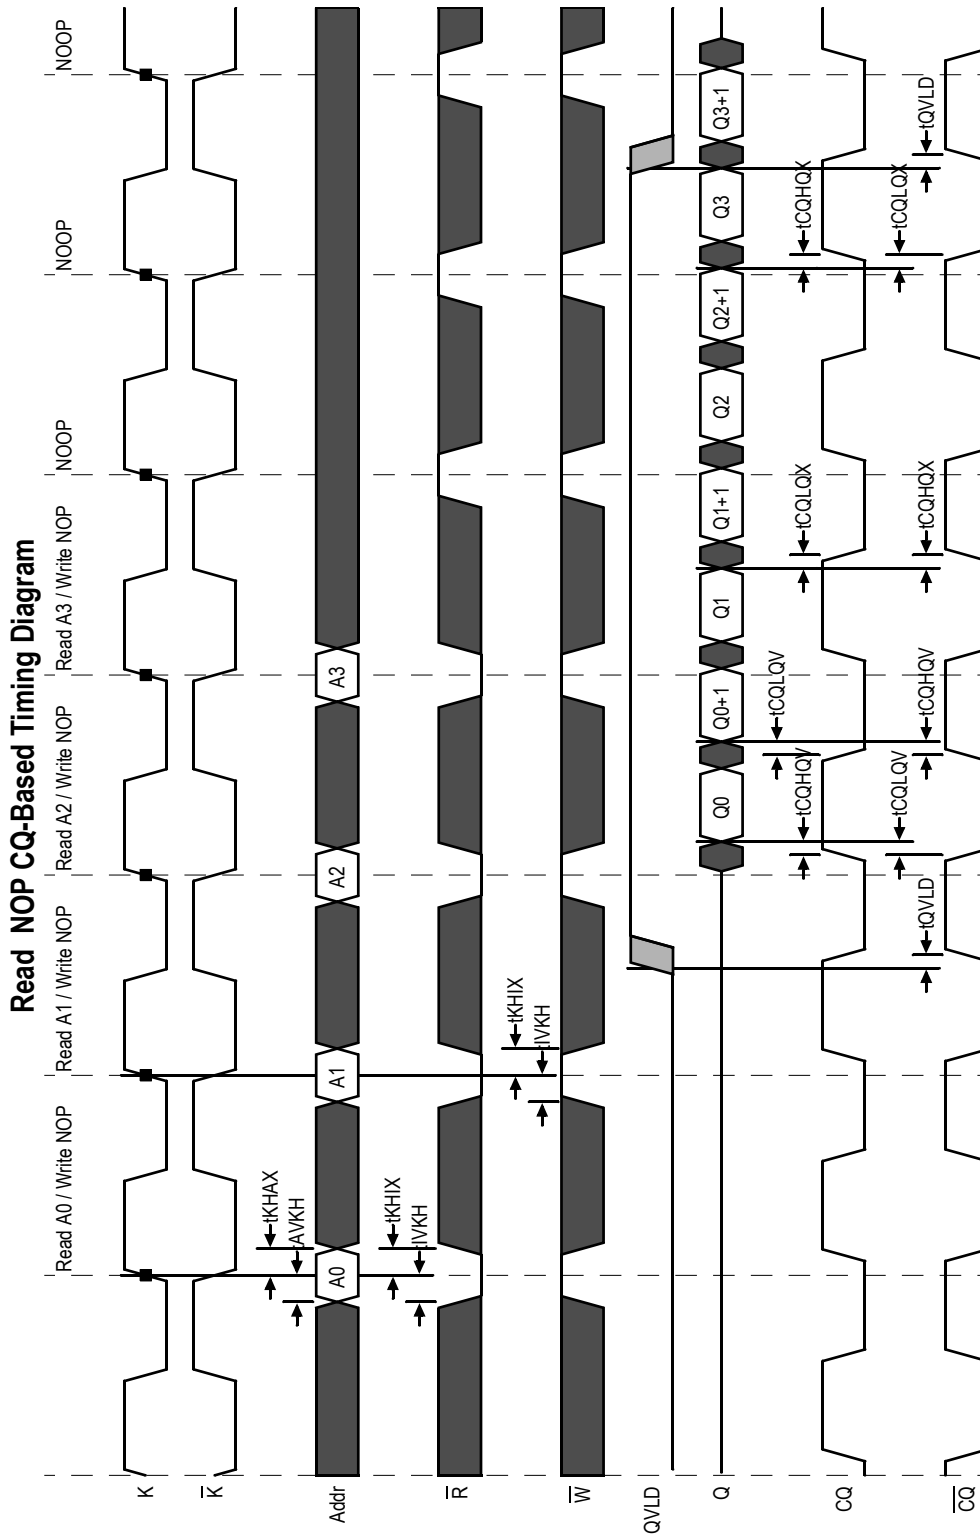 Read NOP CQ-Based Timing Diagram
Read A0 / Write NOP
Read A1 / Write NOP
Read A2 / Write NOP
Read A3 / Write NOP
NOOP
NOOP
NOOP
K
K̅
tKHAX
tAVKH
Addr
A0
A1
A2
A3
tKHIX
tIVKH
R̅
tKHIX
tIVKH
W̅
QVLD
Q
Q0
Q0+1
Q1
Q1+1
Q2
Q2+1
Q3
Q3+1
tCQLQV
tCQHQV
tCQLQX
tCQHQX
CQ
tCQLQV
tCQLQX
tQVLD
tCQHQV
tCQHQX
tQVLD
C̅Q̅